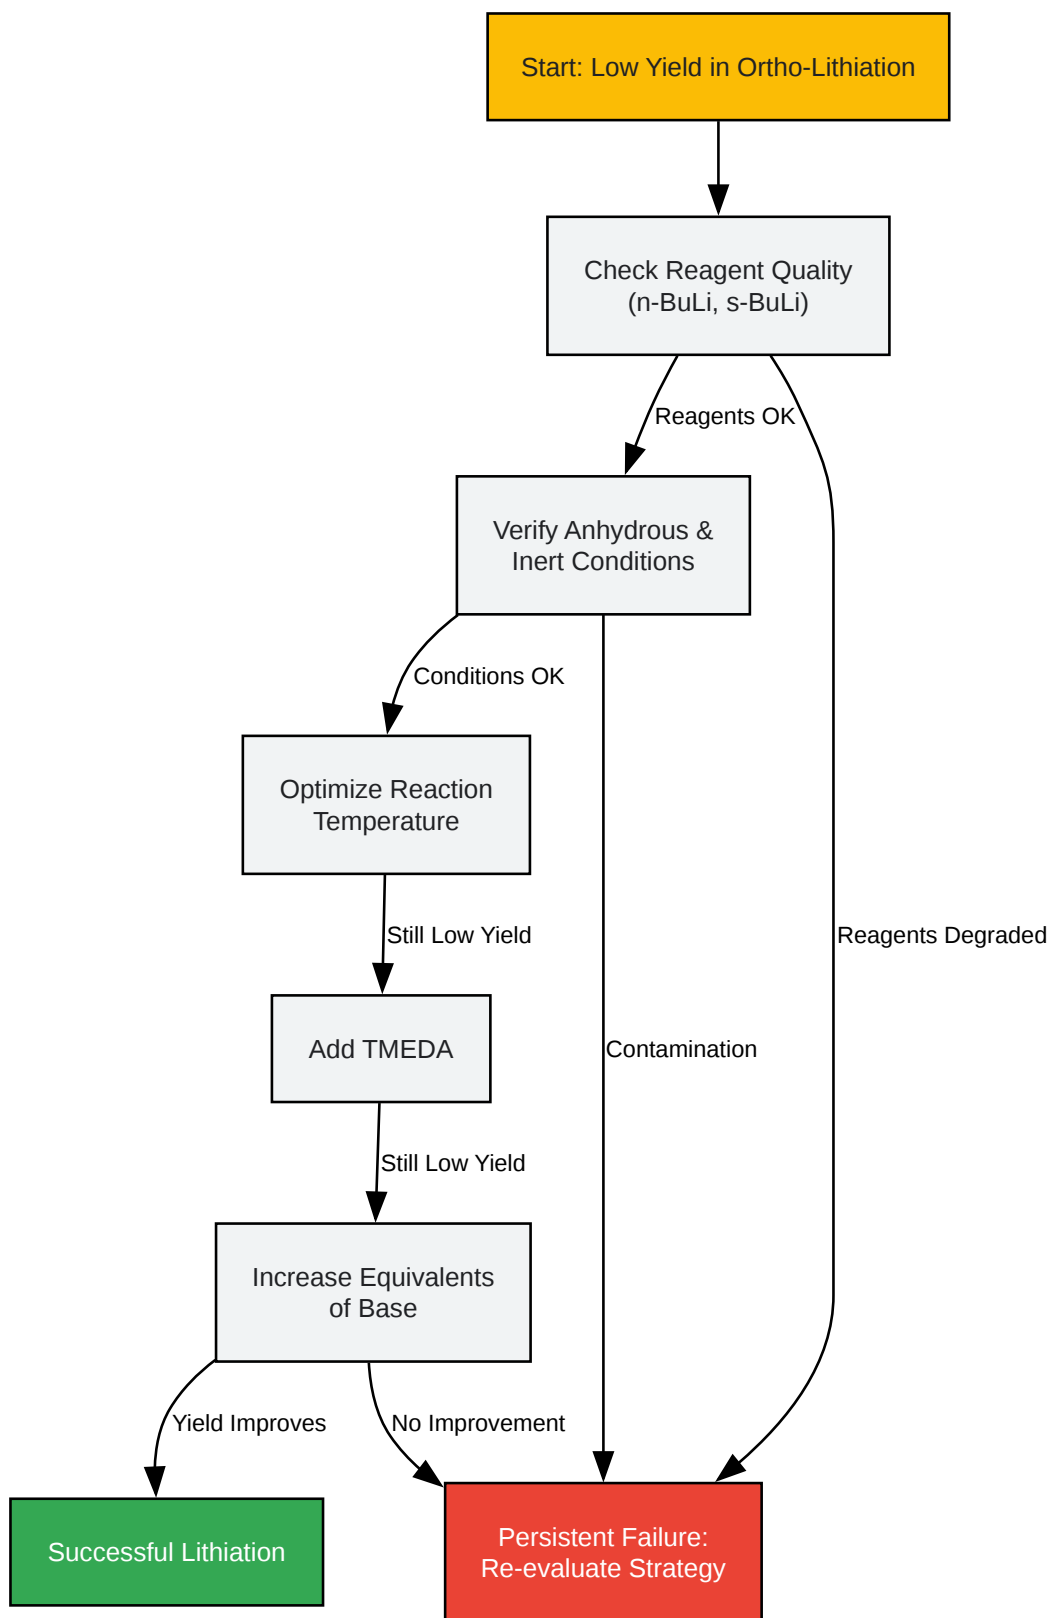 Start: Low Yield in Ortho-Lithiation
Check Reagent Quality
(n-BuLi, s-BuLi)
Reagents OK
Verify Anhydrous &
Inert Conditions
Conditions OK
Optimize Reaction
Temperature
Still Low Yield
Reagents Degraded
Add TMEDA
Contamination
Still Low Yield
Increase Equivalents
of Base
Yield Improves
No Improvement
Successful Lithiation
Persistent Failure:
Re-evaluate Strategy